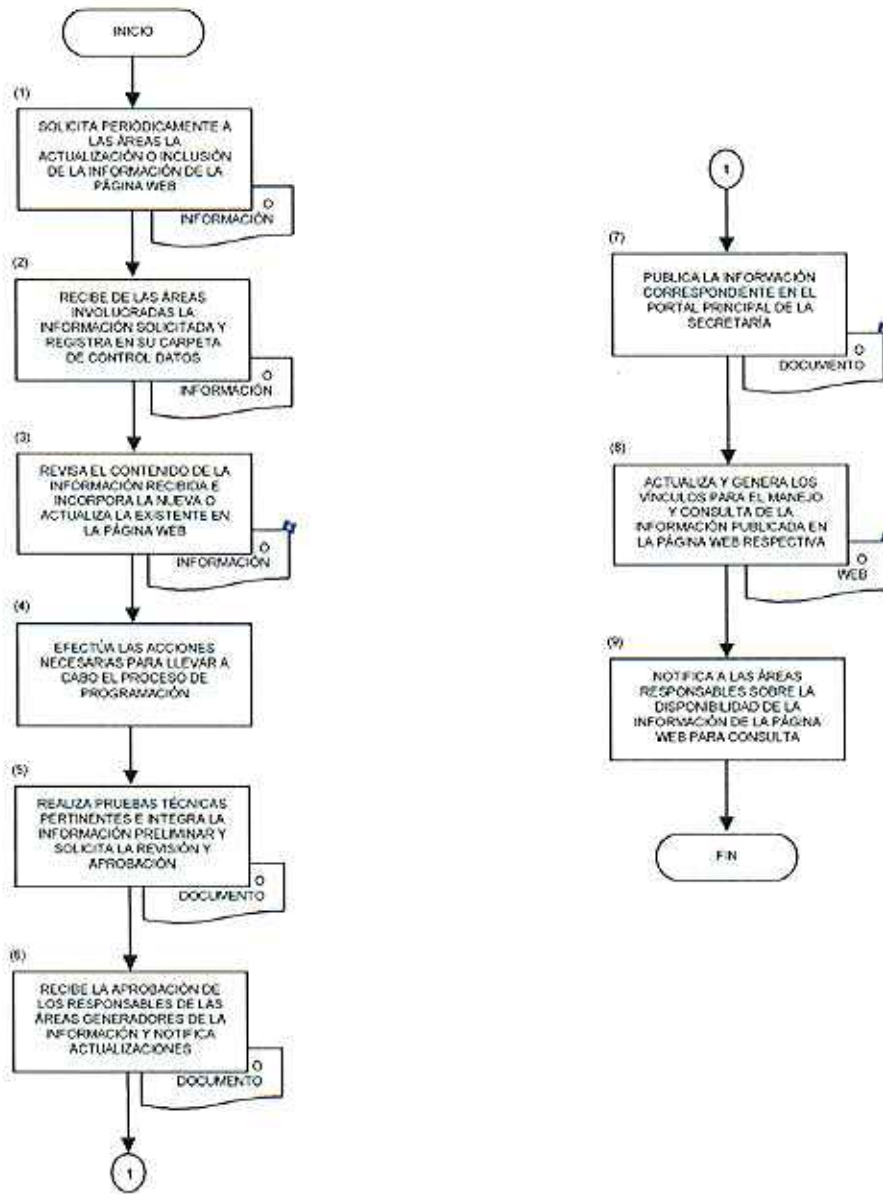 INICIO
(1)
SOLICITA PERIÓDICAMENTE A
LAS ÁREAS LA
ACTUALIZACIÓN O INCLUSIÓN
DE LA INFORMACIÓN DE LA
PÁGINA WEB
O
INFORMACIÓN
(2)
RECIBE DE LAS ÁREAS
INVOLUCRADAS LA
INFORMACIÓN SOLICITADA Y
REGISTRA EN SU CARPETA
DE CONTROL DATOS
O
INFORMACIÓN
(3)
REVISA EL CONTENIDO DE LA
INFORMACIÓN RECIBIDA E
INCORPORA LA NUEVA O
ACTUALIZA LA EXISTENTE EN
LA PÁGINA WEB
O
INFORMACIÓN
(4)
EFECTÚA LAS ACCIONES
NECESARIAS PARA LLEVAR A
CABO EL PROCESO DE
PROGRAMACIÓN
(5)
REALIZA PRUEBAS TÉCNICAS
PERTINENTES E INTEGRA LA
INFORMACIÓN PRELIMINAR Y
SOLICITA LA REVISIÓN Y
APROBACIÓN
O
DOCUMENTO
(6)
RECIBE LA APROBACIÓN DE
LOS RESPONSABLES DE LAS
ÁREAS GENERADORES DE LA
INFORMACIÓN Y NOTIFICA
ACTUALIZACIONES
O
DOCUMENTO
1
1
(7)
PUBLICA LA INFORMACIÓN
CORRESPONDIENTE EN EL
PORTAL PRINCIPAL DE LA
SECRETARÍA
O
DOCUMENTO
(8)
ACTUALIZA Y GENERA LOS
VÍNCULOS PARA EL MANEJO
Y CONSULTA DE LA
INFORMACIÓN PUBLICADA EN
LA PÁGINA WEB RESPECTIVA
O
WEB
(9)
NOTIFICA A LAS ÁREAS
RESPONSABLES SOBRE LA
DISPONIBILIDAD DE LA
INFORMACIÓN DE LA PÁGINA
WEB PARA CONSULTA
FIN